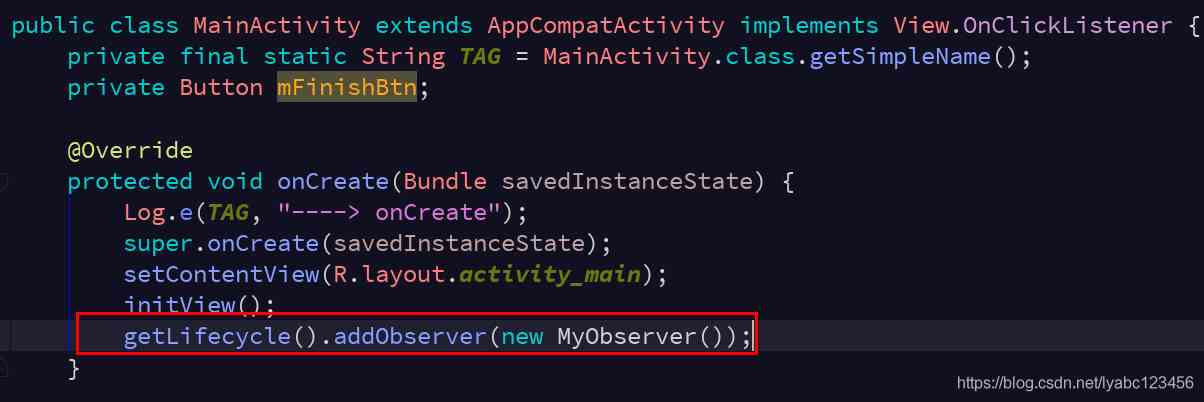 public class MainActivity extends AppCompatActivity implements View.OnClickListener {
    private final static String TAG = MainActivity.class.getSimpleName();
    private Button mFinishBtn;

    @Override
    protected void onCreate(Bundle savedInstanceState) {
        Log.e(TAG, "----> onCreate");
        super.onCreate(savedInstanceState);
        setContentView(R.layout.activity_main);
        initView();
        getLifecycle().addObserver(new MyObserver());
    }
https://blog.csdn.net/lyabc123456